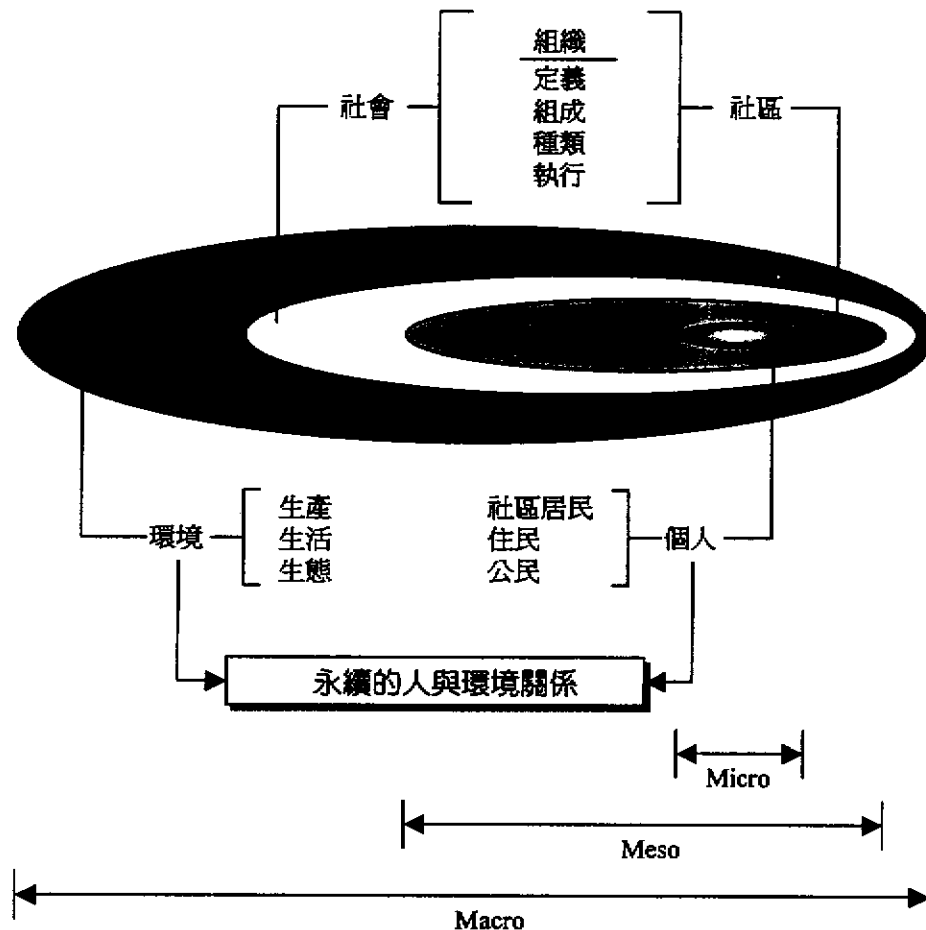 組織
定義
社會 組成 社區
種類
執行
生產 社區居民
環境 生活 住民 個人
生態 公民
永續的人與環境關係
Micro
Meso
Macro